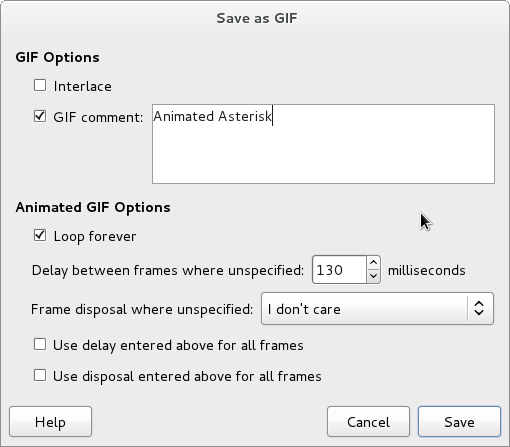 Save as GIF
GIF Options
Interlace
GIF comment: Animated Asterisk
Animated GIF Options
Loop forever
Delay between frames where unspecified: 130 milliseconds
Frame disposal where unspecified: I don't care
Use delay entered above for all frames
Use disposal entered above for all frames
Help Cancel Save